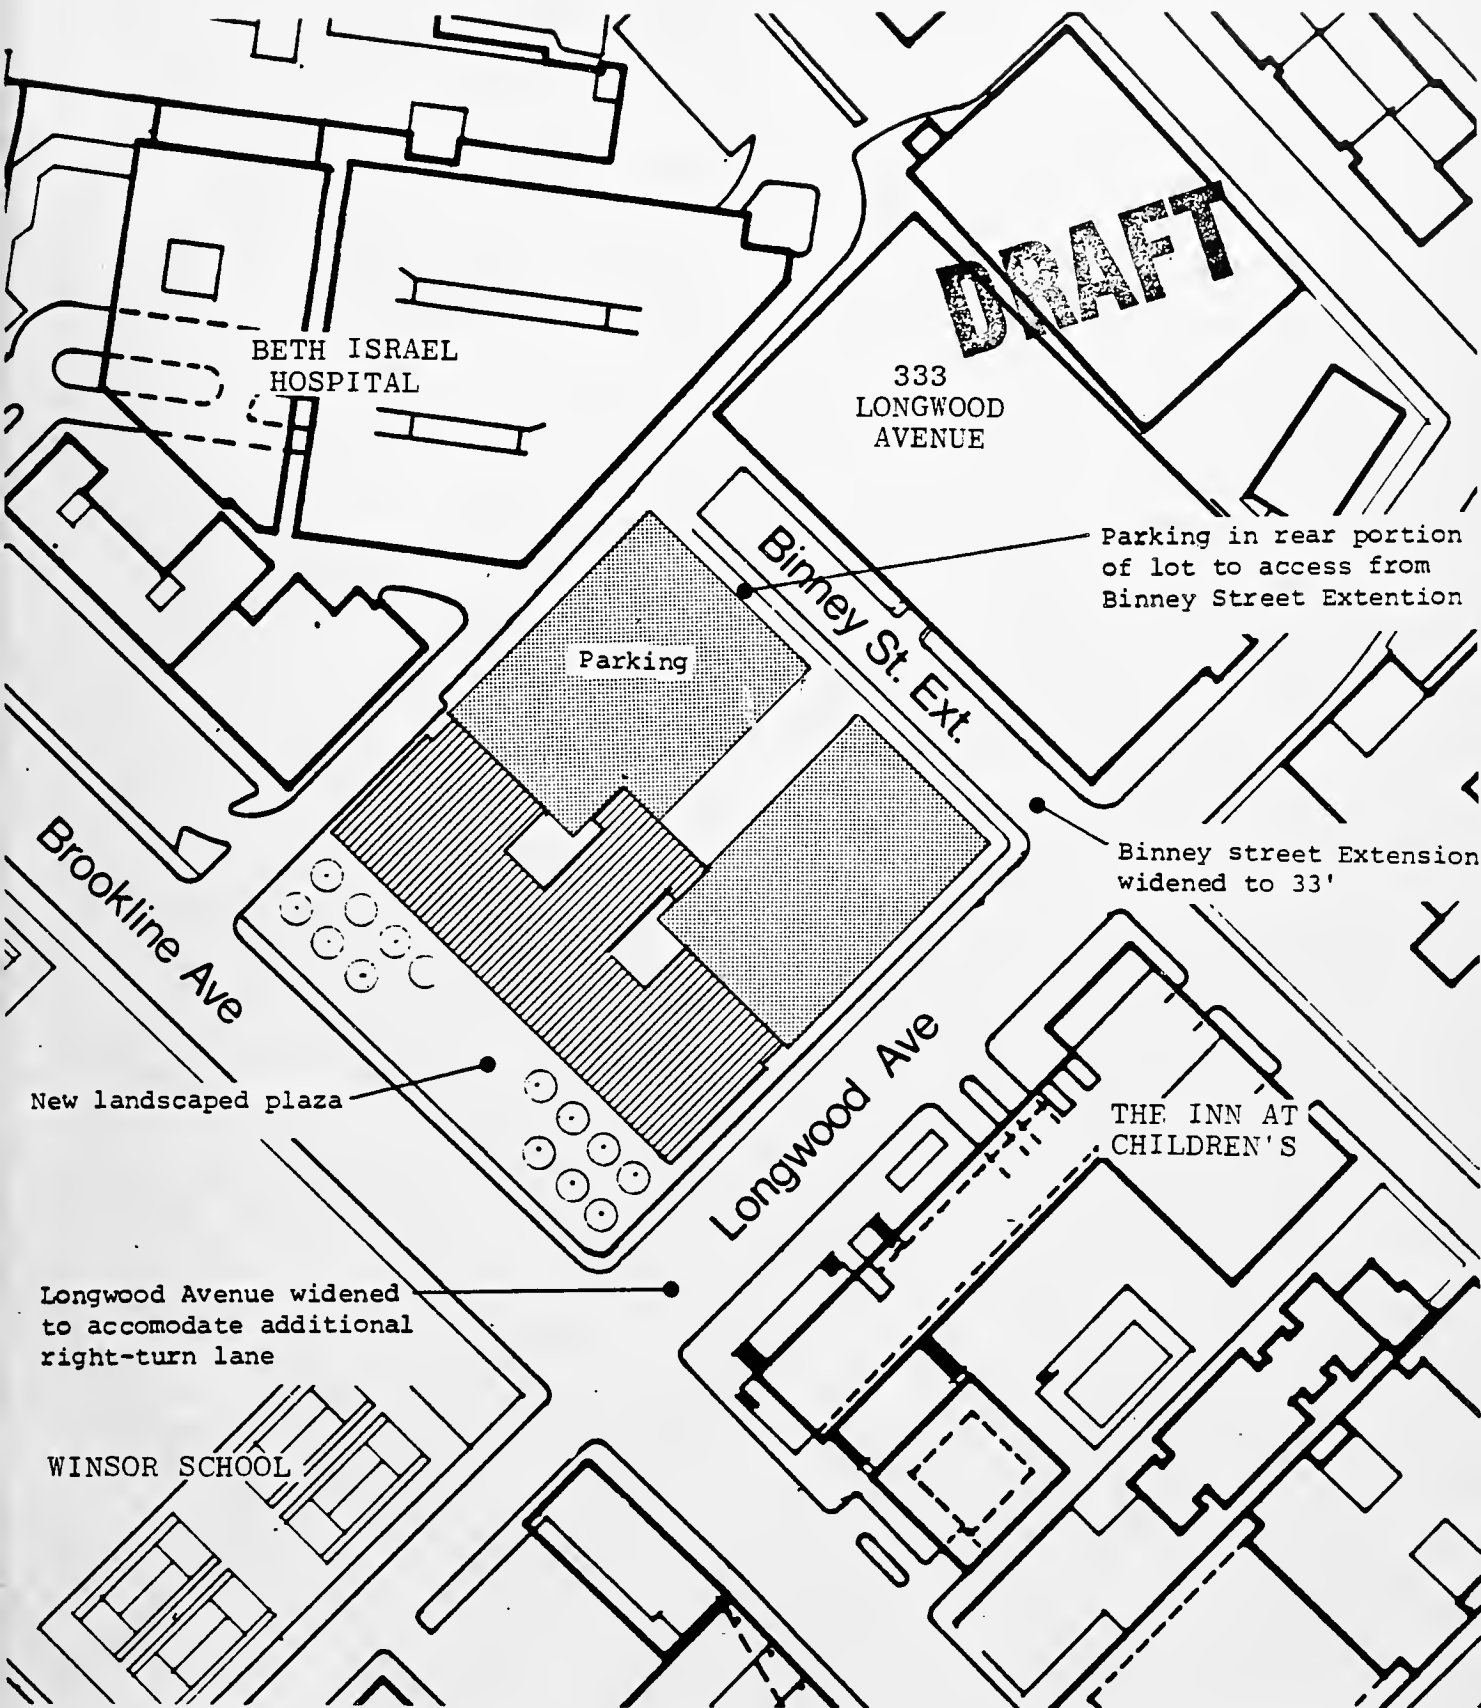 DRAFT
BETH ISRAEL
HOSPITAL
333
LONGWOOD
AVENUE
Parking in rear portion
of lot to access from
Binney Street Extention
Binney St. Ext.
Parking
Binney street Extension
widened to 33'
Brookline Ave
New landscaped plaza
Longwood Ave
THE INN AT
CHILDREN'S
Longwood Avenue widened
to accomodate additional
right-turn lane
WINSOR SCHOOL